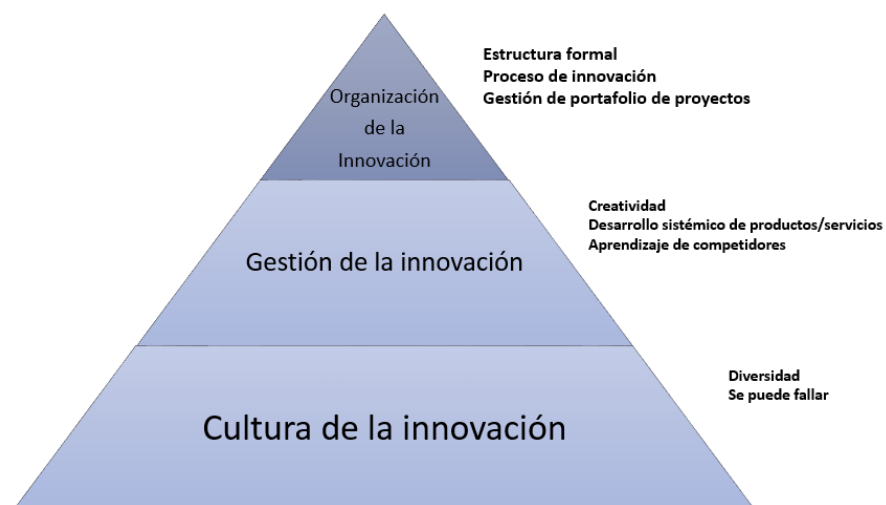 Organización
de la
Innovación
Estructura formal
Proceso de innovación
Gestión de portafolio de proyectos
Gestión de la innovación
Creatividad
Desarrollo sistémico de productos/servicios
Aprendizaje de competidores
Cultura de la innovación
Diversidad
Se puede fallar